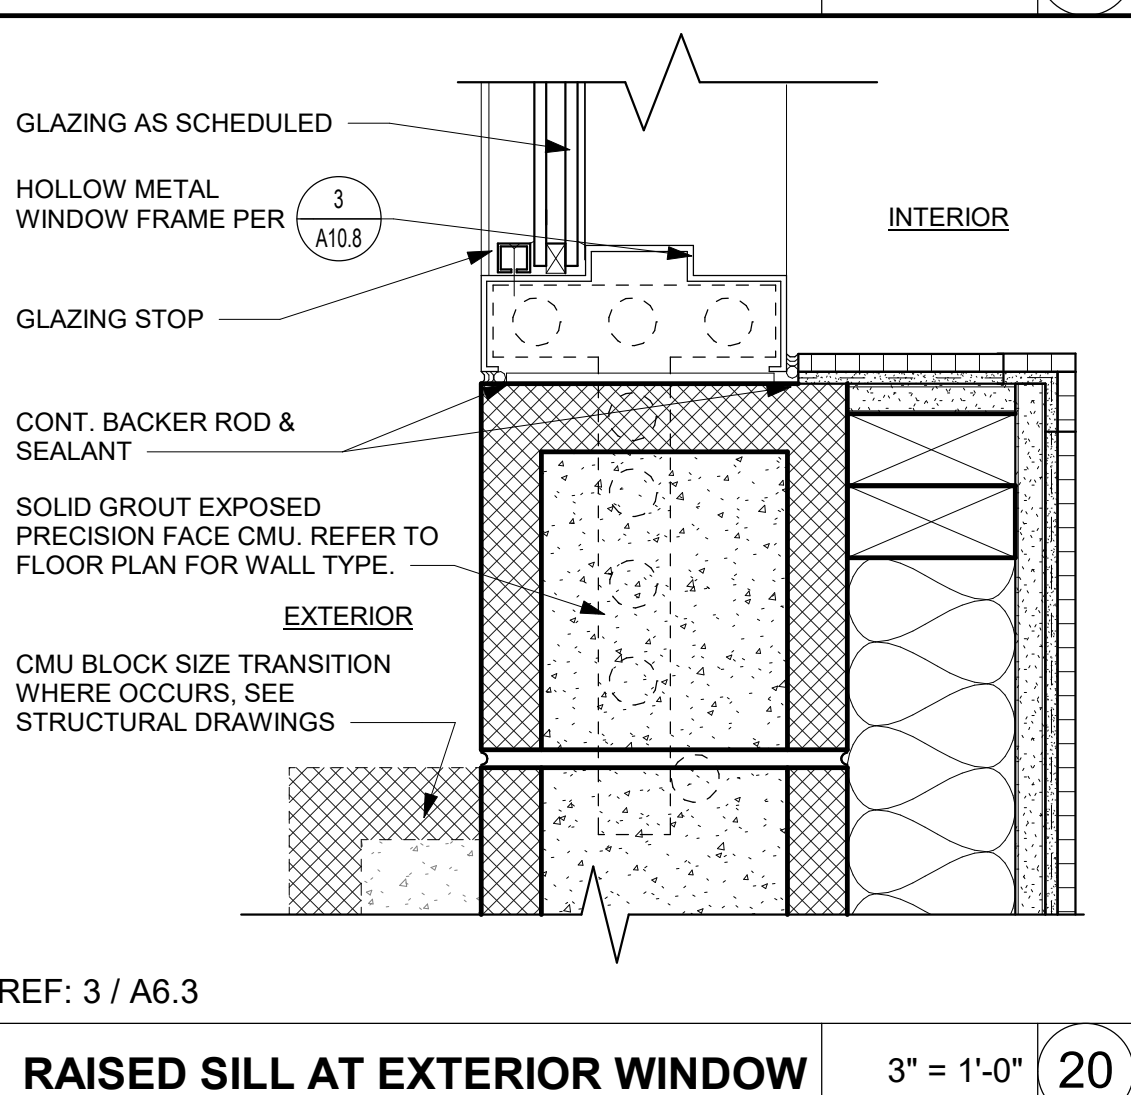 GLAZING AS SCHEDULED
HOLLOW METAL
WINDOW FRAME PER
3
A10.8
INTERIOR
GLAZING STOP
CONT. BACKER ROD &
SEALANT
SOLID GROUT EXPOSED
PRECISION FACE CMU. REFER TO
FLOOR PLAN FOR WALL TYPE.
EXTERIOR
CMU BLOCK SIZE TRANSITION
WHERE OCCURS, SEE
STRUCTURAL DRAWINGS
REF: 3 / A6.3
RAISED SILL AT EXTERIOR WINDOW
3" = 1'-0"
20